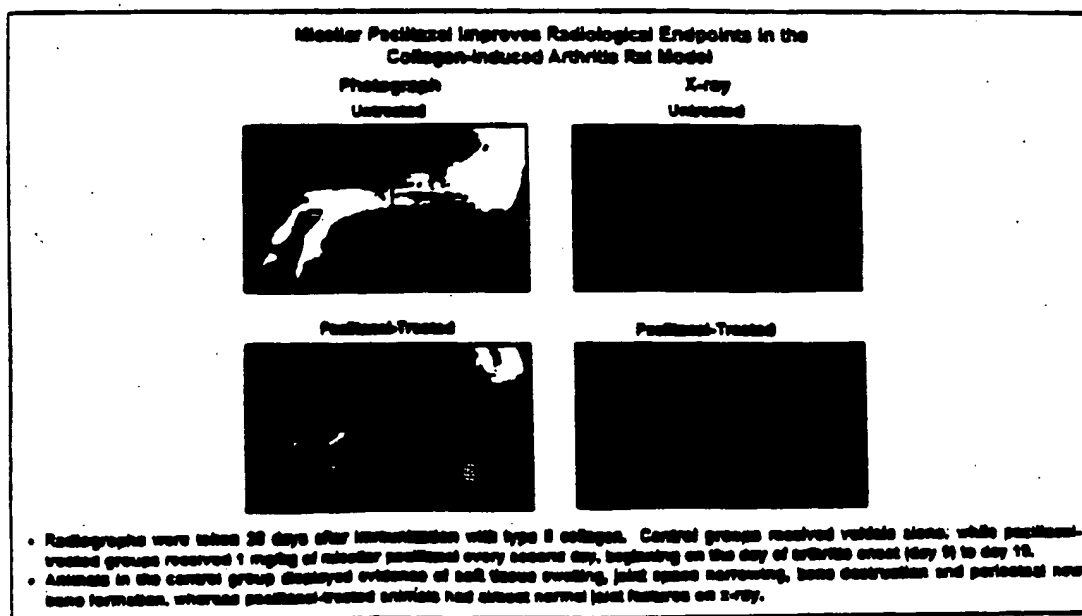 Micellar Paclitaxel Improves Radiological Endpoints in the
Collagen-Induced Arthritis Rat Model
Photograph
X-ray
Untreated
Untreated
Paclitaxel-Treated
Paclitaxel-Treated
• Radiographs were taken 28 days after immunization with type II collagen. Control groups received vehicle alone; while paclitaxel-
treated groups received 1 mg/kg of micellar paclitaxel every second day, beginning on the day of arthritis onset (day 9) to day
• Animals in the control group displayed evidence of soft tissue swelling, joint space narrowing, bone destruction and periosteal new
bone formation, whereas paclitaxel-treated animals had almost normal joint features on x-ray.